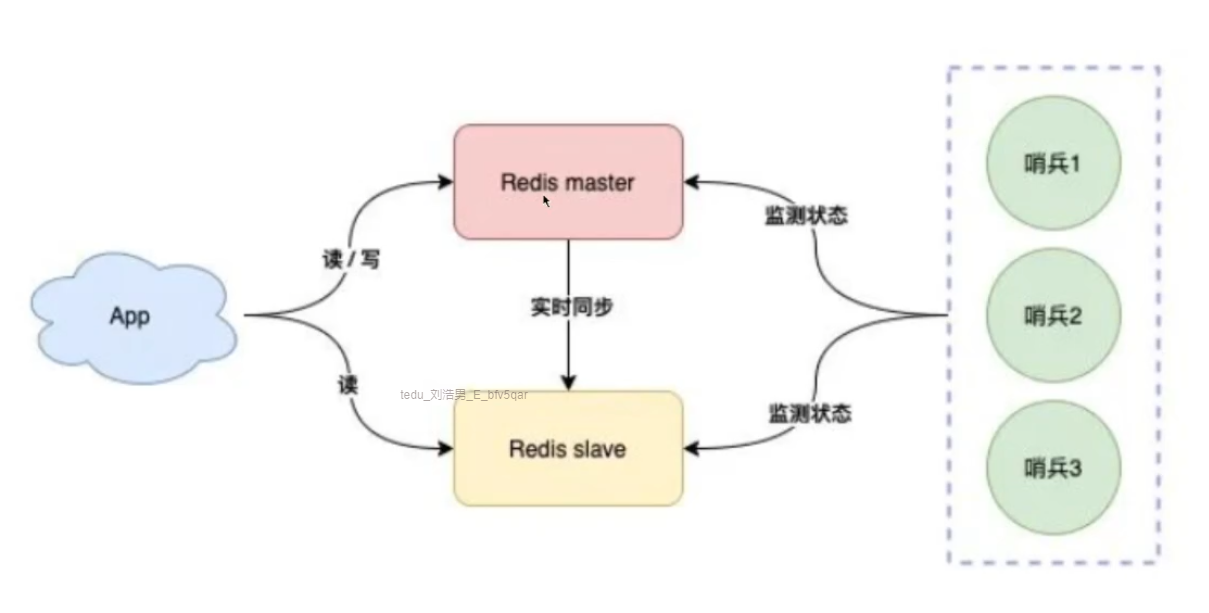 Redis master
哨兵1
监测状态
读 / 写
实时同步
App
哨兵2
读
tedu_刘浩男_E_bfv5qar
监测状态
Redis slave
哨兵3